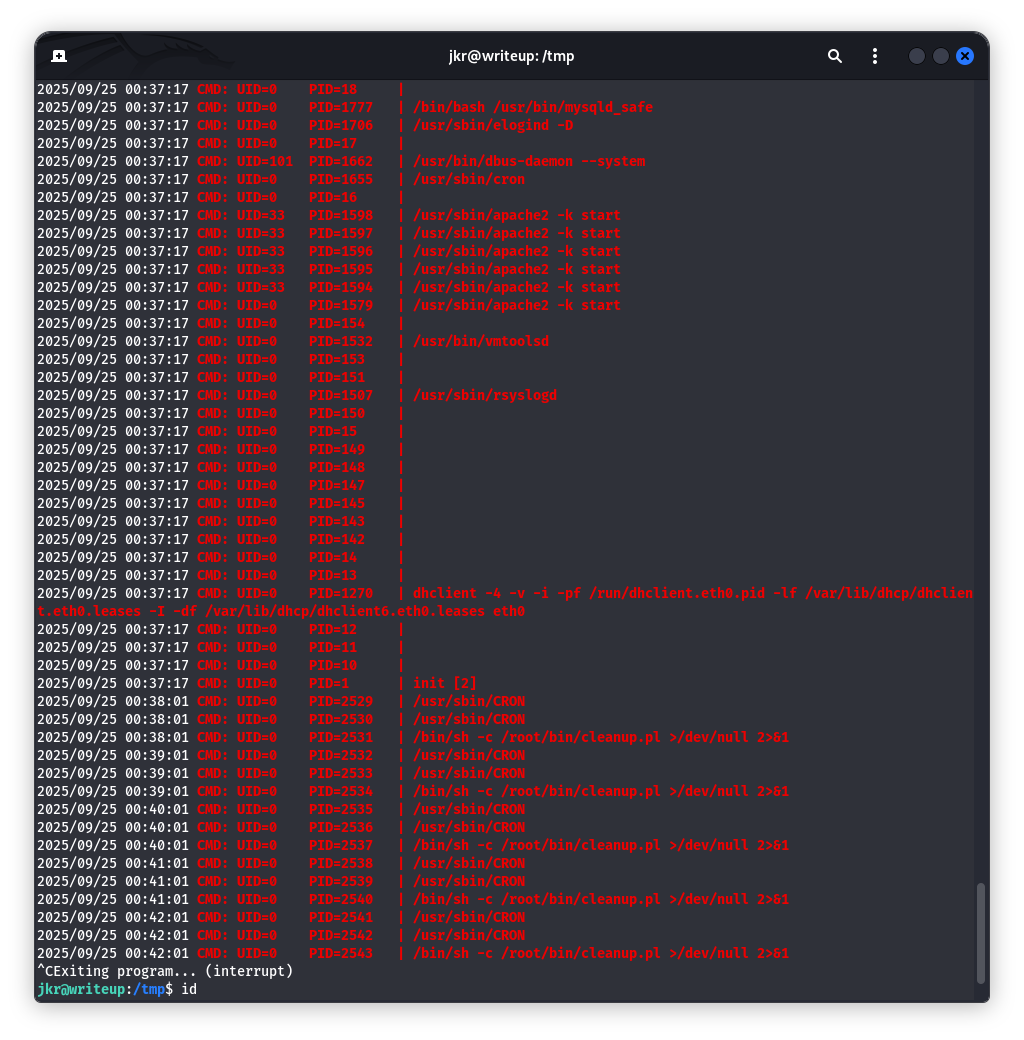 jkr@writeup: /tmp
2025/09/25 00:37:17 CMD: UID=0    PID=18     |
2025/09/25 00:37:17 CMD: UID=0    PID=1777   | /bin/bash /usr/bin/mysqld_safe
2025/09/25 00:37:17 CMD: UID=0    PID=1706   | /usr/sbin/elogind -D
2025/09/25 00:37:17 CMD: UID=0    PID=17     |
2025/09/25 00:37:17 CMD: UID=101  PID=1662   | /usr/bin/dbus-daemon --system
2025/09/25 00:37:17 CMD: UID=0    PID=1655   | /usr/sbin/cron
2025/09/25 00:37:17 CMD: UID=0    PID=16     |
2025/09/25 00:37:17 CMD: UID=33   PID=1598   | /usr/sbin/apache2 -k start
2025/09/25 00:37:17 CMD: UID=33   PID=1597   | /usr/sbin/apache2 -k start
2025/09/25 00:37:17 CMD: UID=33   PID=1596   | /usr/sbin/apache2 -k start
2025/09/25 00:37:17 CMD: UID=33   PID=1595   | /usr/sbin/apache2 -k start
2025/09/25 00:37:17 CMD: UID=33   PID=1594   | /usr/sbin/apache2 -k start
2025/09/25 00:37:17 CMD: UID=0    PID=1579   | /usr/sbin/apache2 -k start
2025/09/25 00:37:17 CMD: UID=0    PID=154    |
2025/09/25 00:37:17 CMD: UID=0    PID=1532   | /usr/bin/vmtoolsd
2025/09/25 00:37:17 CMD: UID=0    PID=153    |
2025/09/25 00:37:17 CMD: UID=0    PID=151    |
2025/09/25 00:37:17 CMD: UID=0    PID=1507   | /usr/sbin/rsyslogd
2025/09/25 00:37:17 CMD: UID=0    PID=150    |
2025/09/25 00:37:17 CMD: UID=0    PID=15     |
2025/09/25 00:37:17 CMD: UID=0    PID=149    |
2025/09/25 00:37:17 CMD: UID=0    PID=148    |
2025/09/25 00:37:17 CMD: UID=0    PID=147    |
2025/09/25 00:37:17 CMD: UID=0    PID=145    |
2025/09/25 00:37:17 CMD: UID=0    PID=143    |
2025/09/25 00:37:17 CMD: UID=0    PID=142    |
2025/09/25 00:37:17 CMD: UID=0    PID=14     |
2025/09/25 00:37:17 CMD: UID=0    PID=13     |
2025/09/25 00:37:17 CMD: UID=0    PID=1270   | dhclient -4 -v -i -pf /run/dhclient.eth0.pid -lf /var/lib/dhcp/dhclien
t.eth0.leases -I -df /var/lib/dhcp/dhclient6.eth0.leases eth0
2025/09/25 00:37:17 CMD: UID=0    PID=12     |
2025/09/25 00:37:17 CMD: UID=0    PID=11     |
2025/09/25 00:37:17 CMD: UID=0    PID=10     |
2025/09/25 00:37:17 CMD: UID=0    PID=1      | init [2]
2025/09/25 00:38:01 CMD: UID=0    PID=2529   | /usr/sbin/CRON
2025/09/25 00:38:01 CMD: UID=0    PID=2530   | /usr/sbin/CRON
2025/09/25 00:38:01 CMD: UID=0    PID=2531   | /bin/sh -c /root/bin/cleanup.pl >/dev/null 2>&1
2025/09/25 00:39:01 CMD: UID=0    PID=2532   | /usr/sbin/CRON
2025/09/25 00:39:01 CMD: UID=0    PID=2533   | /usr/sbin/CRON
2025/09/25 00:39:01 CMD: UID=0    PID=2534   | /bin/sh -c /root/bin/cleanup.pl >/dev/null 2>&1
2025/09/25 00:40:01 CMD: UID=0    PID=2535   | /usr/sbin/CRON
2025/09/25 00:40:01 CMD: UID=0    PID=2536   | /usr/sbin/CRON
2025/09/25 00:40:01 CMD: UID=0    PID=2537   | /bin/sh -c /root/bin/cleanup.pl >/dev/null 2>&1
2025/09/25 00:41:01 CMD: UID=0    PID=2538   | /usr/sbin/CRON
2025/09/25 00:41:01 CMD: UID=0    PID=2539   | /usr/sbin/CRON
2025/09/25 00:41:01 CMD: UID=0    PID=2540   | /bin/sh -c /root/bin/cleanup.pl >/dev/null 2>&1
2025/09/25 00:42:01 CMD: UID=0    PID=2541   | /usr/sbin/CRON
2025/09/25 00:42:01 CMD: UID=0    PID=2542   | /usr/sbin/CRON
2025/09/25 00:42:01 CMD: UID=0    PID=2543   | /bin/sh -c /root/bin/cleanup.pl >/dev/null 2>&1
^CExiting program... (interrupt)
jkr@writeup:/tmp$ id